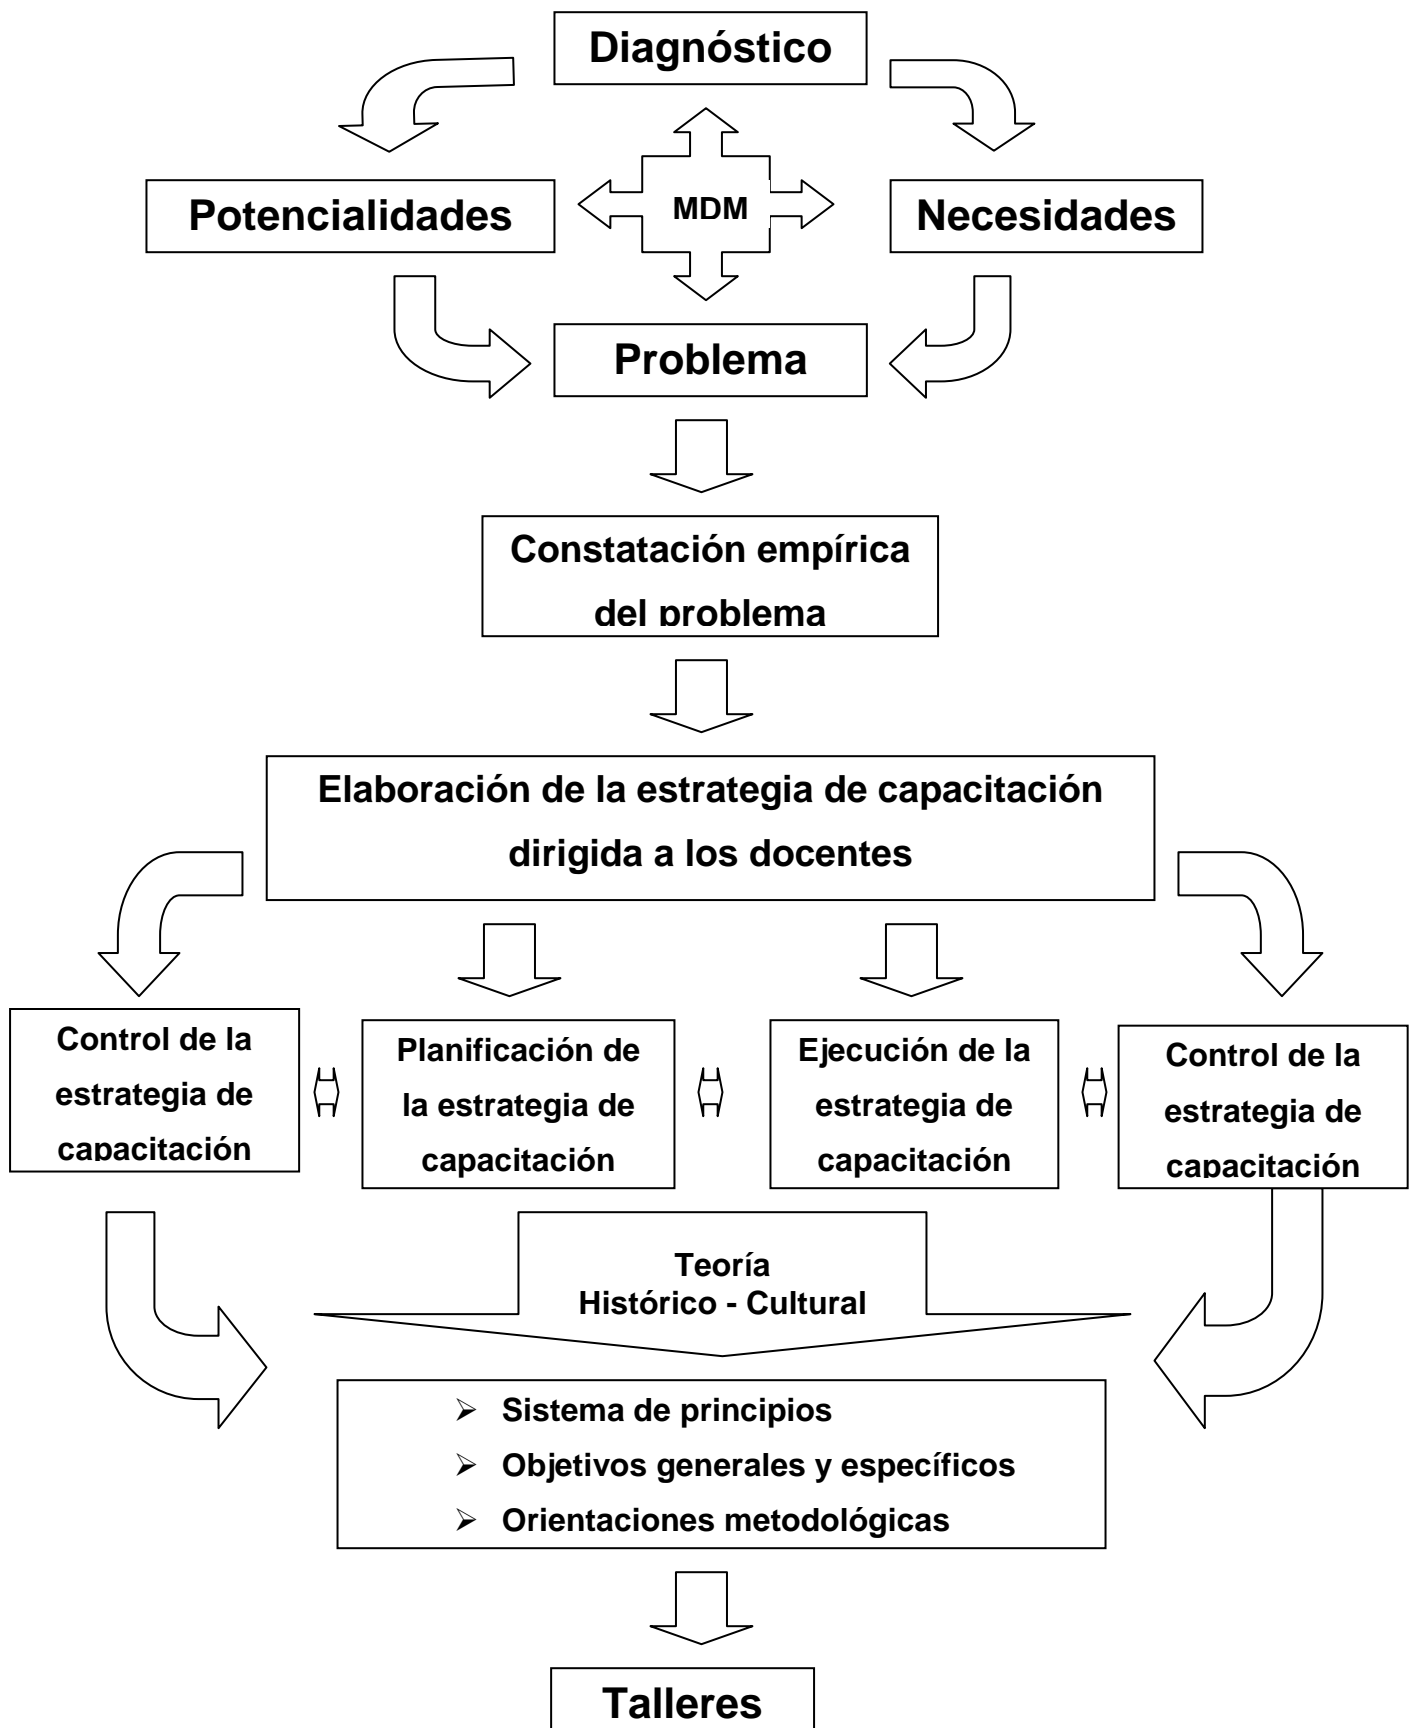 Diagnóstico
Potencialidades
MDM
Necesidades
Problema
Constatación empírica
del problema
Elaboración de la estrategia de capacitación
dirigida a los docentes
Control de la
estrategia de
capacitación
Planificación de
la estrategia de
capacitación
Ejecución de la
estrategia de
capacitación
Control de la
estrategia de
capacitación
Teoría
Histórico - Cultural
➢ Sistema de principios
➢ Objetivos generales y específicos
➢ Orientaciones metodológicas
Talleres